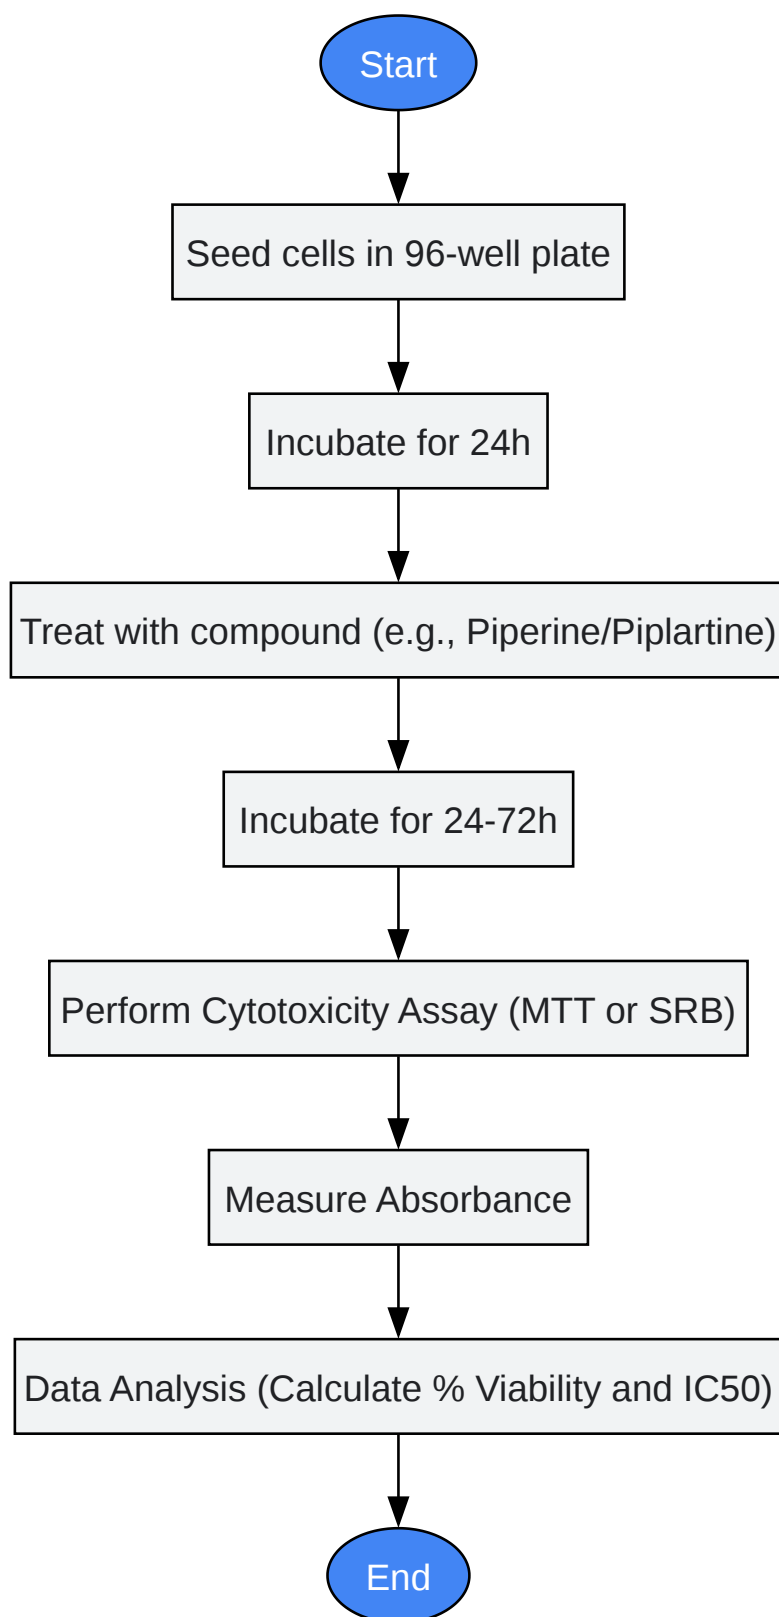 Start
Seed cells in 96-well plate
Incubate for 24h
Treat with compound (e.g., Piperine/Piplartine)
Incubate for 24-72h
Perform Cytotoxicity Assay (MTT or SRB)
Measure Absorbance
Data Analysis (Calculate % Viability and IC50)
End